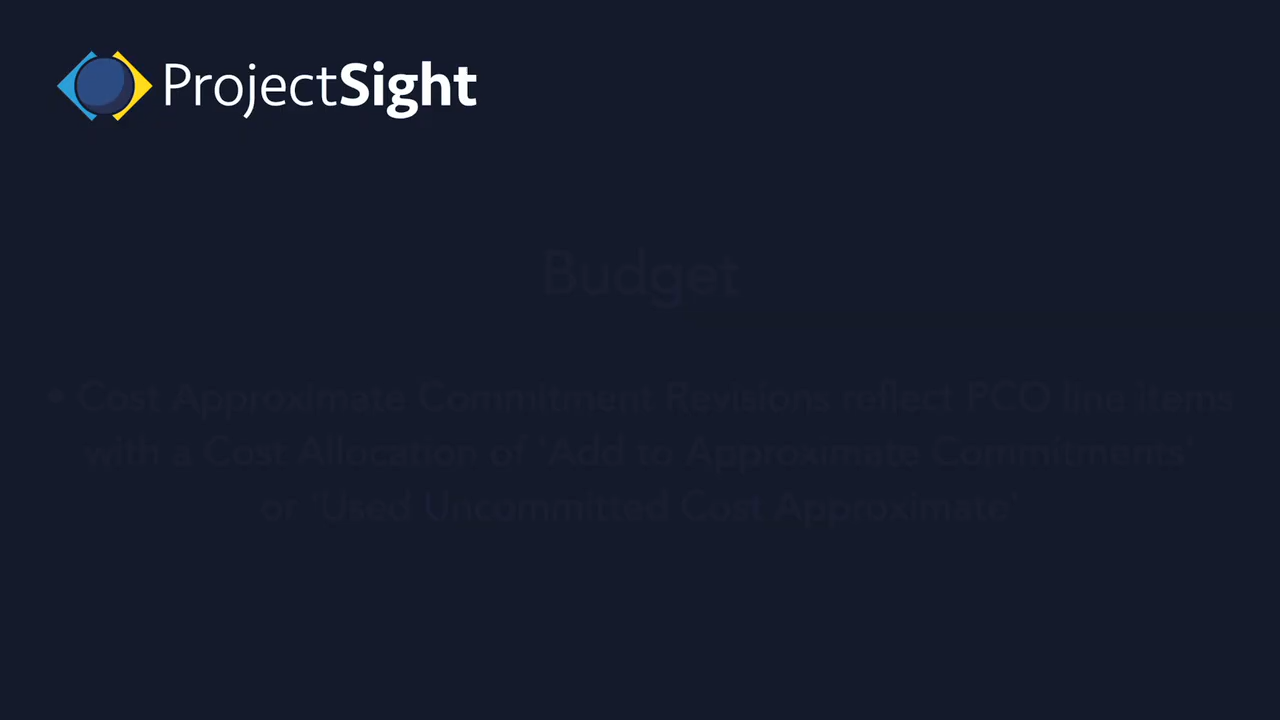 ProjectSight
Budget
• Cost Approximate Commitment Revisions reflect PCO line items
with a Cost Allocation of 'Add to Approximate Commitments'
or 'Used Uncommitted Cost Approximate'